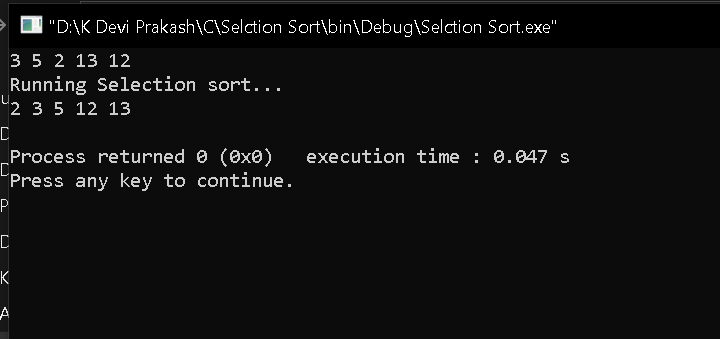 "D:\K Devi Prakash\C\Selction Sort\bin\Debug\Selction Sort.exe"
3 5 2 13 12
Running Selection sort...
2 3 5 12 13
Process returned 0 (0x0)   execution time : 0.047 s
Press any key to continue.